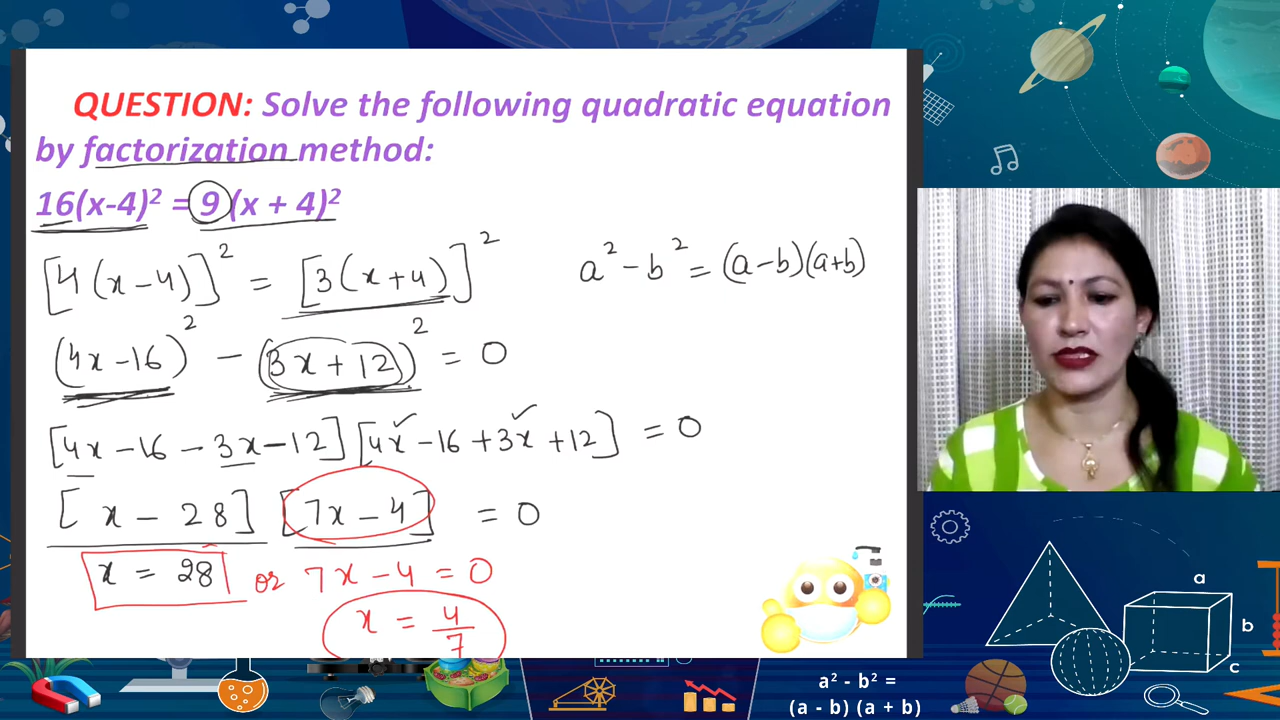 QUESTION: Solve the following quadratic equation
by factorization method:
16(x-4)² = 9 (x + 4)²
[4(x-4)]² = [3(x+4)]²
a² - b² = (a-b)(a+b)
(4x-16)² - (3x+12)² = 0
[4x - 16 - 3x - 12] [4x - 16 + 3x + 12] = 0
[x - 28] [7x - 4] = 0
x = 28 or 7x - 4 = 0
x = 4/7
a
b
c
a² - b² =
(a - b) (a + b)